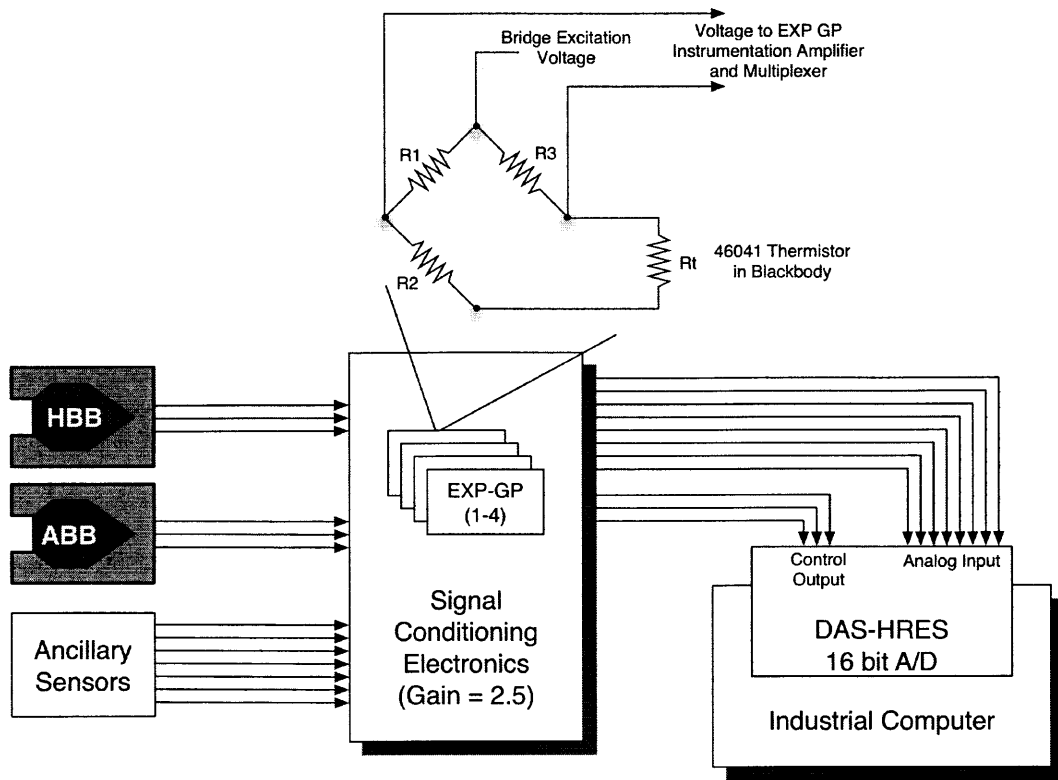 Bridge Excitation
Voltage
Voltage to EXP GP
Instrumentation Amplifier
and Multiplexer
R1
R3
R2
Rt
46041 Thermistor
in Blackbody
HBB
ABB
Ancillary
Sensors
EXP-GP
(1-4)
Signal
Conditioning
Electronics
(Gain = 2.5)
Control
Output
Analog Input
DAS-HRES
16 bit A/D
Industrial Computer